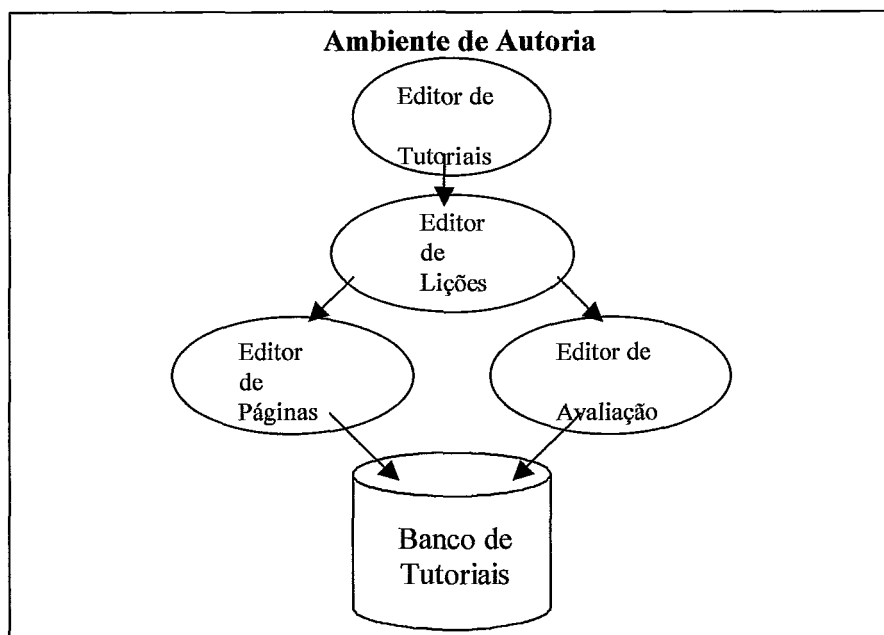 Ambiente de Autoria
Editor de
Tutoriais
Editor
de
Lições
Editor
de
Páginas
Editor de
Avaliação
Banco de
Tutoriais